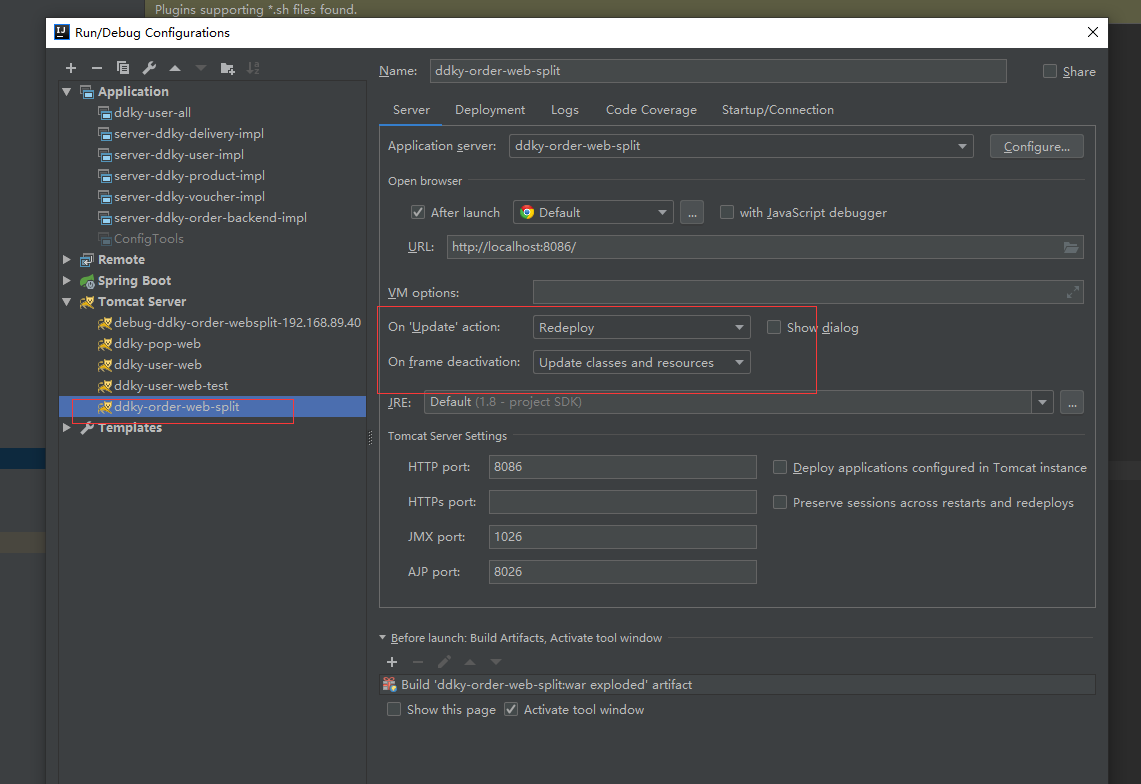 Plugins supporting *.sh files found.
Run/Debug Configurations
Name: ddky-order-web-split Share
Application
ddky-user-all
server-ddky-delivery-impl
server-ddky-user-impl
server-ddky-product-impl
server-ddky-voucher-impl
server-ddky-order-backend-impl
ConfigTools
Remote
Spring Boot
Tomcat Server
debug-ddky-order-websplit-192.168.89.40
ddky-pop-web
ddky-user-web
ddky-user-web-test
ddky-order-web-split
Templates
Server Deployment Logs Code Coverage Startup/Connection
Application server: ddky-order-web-split Configure...
Open browser
After launch Default ... with JavaScript debugger
URL: http://localhost:8086/
VM options:
On 'Update' action: Redeploy Show dialog
On frame deactivation: Update classes and resources
JRE: Default (1.8 - project SDK) ...
Tomcat Server Settings
HTTP port: 8086 Deploy applications configured in Tomcat instance
HTTPs port: Preserve sessions across restarts and redeploys
JMX port: 1026
AJP port: 8026
Before launch: Build Artifacts, Activate tool window
Build 'ddky-order-web-split:war exploded' artifact
Show this page Activate tool window